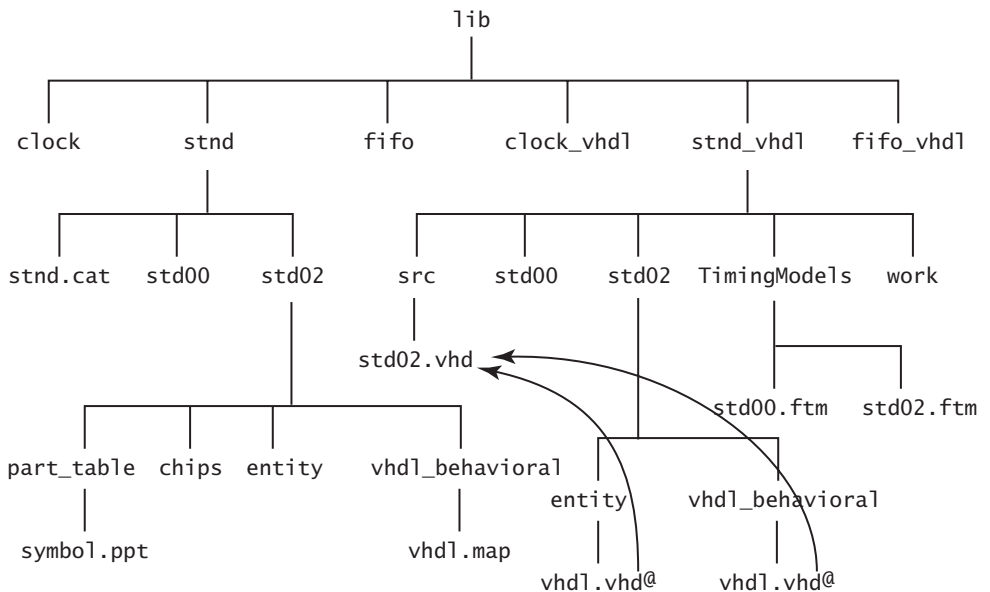 lib
clock stnd fifo clock_vhdl stnd_vhdl fifo_vhdl
stnd.cat std00 std02 src std00 std02 TimingModels work
std02.vhd
std00.ftm std02.ftm
part_table chips entity vhdl_behavioral
entity vhdl_behavioral
symbol.ppt vhdl.map
vhdl.vhd@ vhdl.vhd@